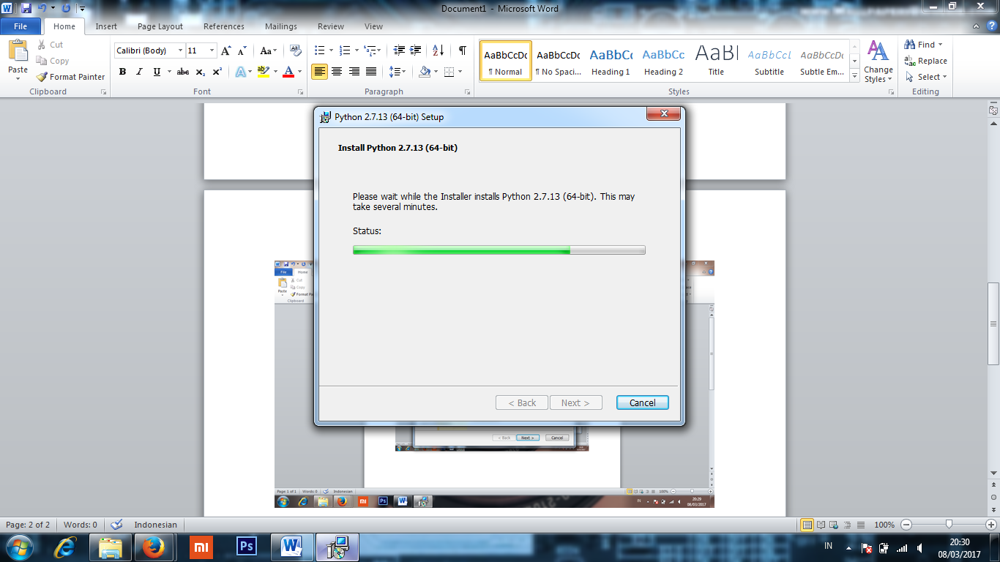 Document1 - Microsoft Word
File Home Insert Page Layout References Mailings Review View
Paste
Cut
Copy
Format Painter
Clipboard
Calibri (Body) 11
Font
Paragraph
AaBbCcDc AaBbCcDc AaBbCc AaBbCc AaB AaBbCcL AaBbCcDc
¶ Normal ¶ No Spaci... Heading 1 Heading 2 Title Subtitle Subtle Em...
Change
Styles
Styles
Find
Replace
Select
Editing
Python 2.7.13 (64-bit) Setup
Install Python 2.7.13 (64-bit)
Please wait while the Installer installs Python 2.7.13 (64-bit). This may
take several minutes.
Status:
< Back Next > Cancel
File Home
Cut
Copy
Paste
Clipboard
< Back Next > Cancel
Page: 1 of 1 Words: 0 Indonesian 100%
IN 20:29
08/03/2017
Page: 2 of 2 Words: 0 Indonesian 100%
mi Ps W
IN 20:30
08/03/2017